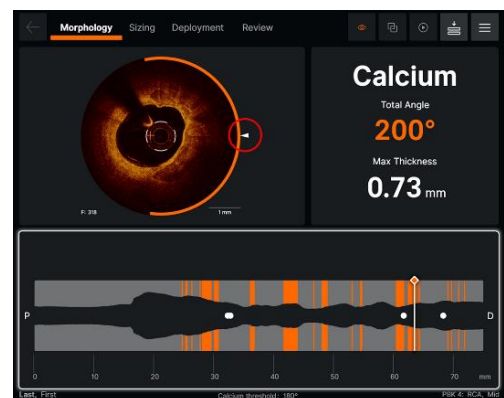 Morphology Sizing Deployment Review
Calcium
Total Angle
200°
Max Thickness
0.73 mm
F: 318
1 mm
P
D
0 10 20 30 40 50 60 70 mm
Last, First
Calcium threshold: 180°
PBK 4: RCA, Mid